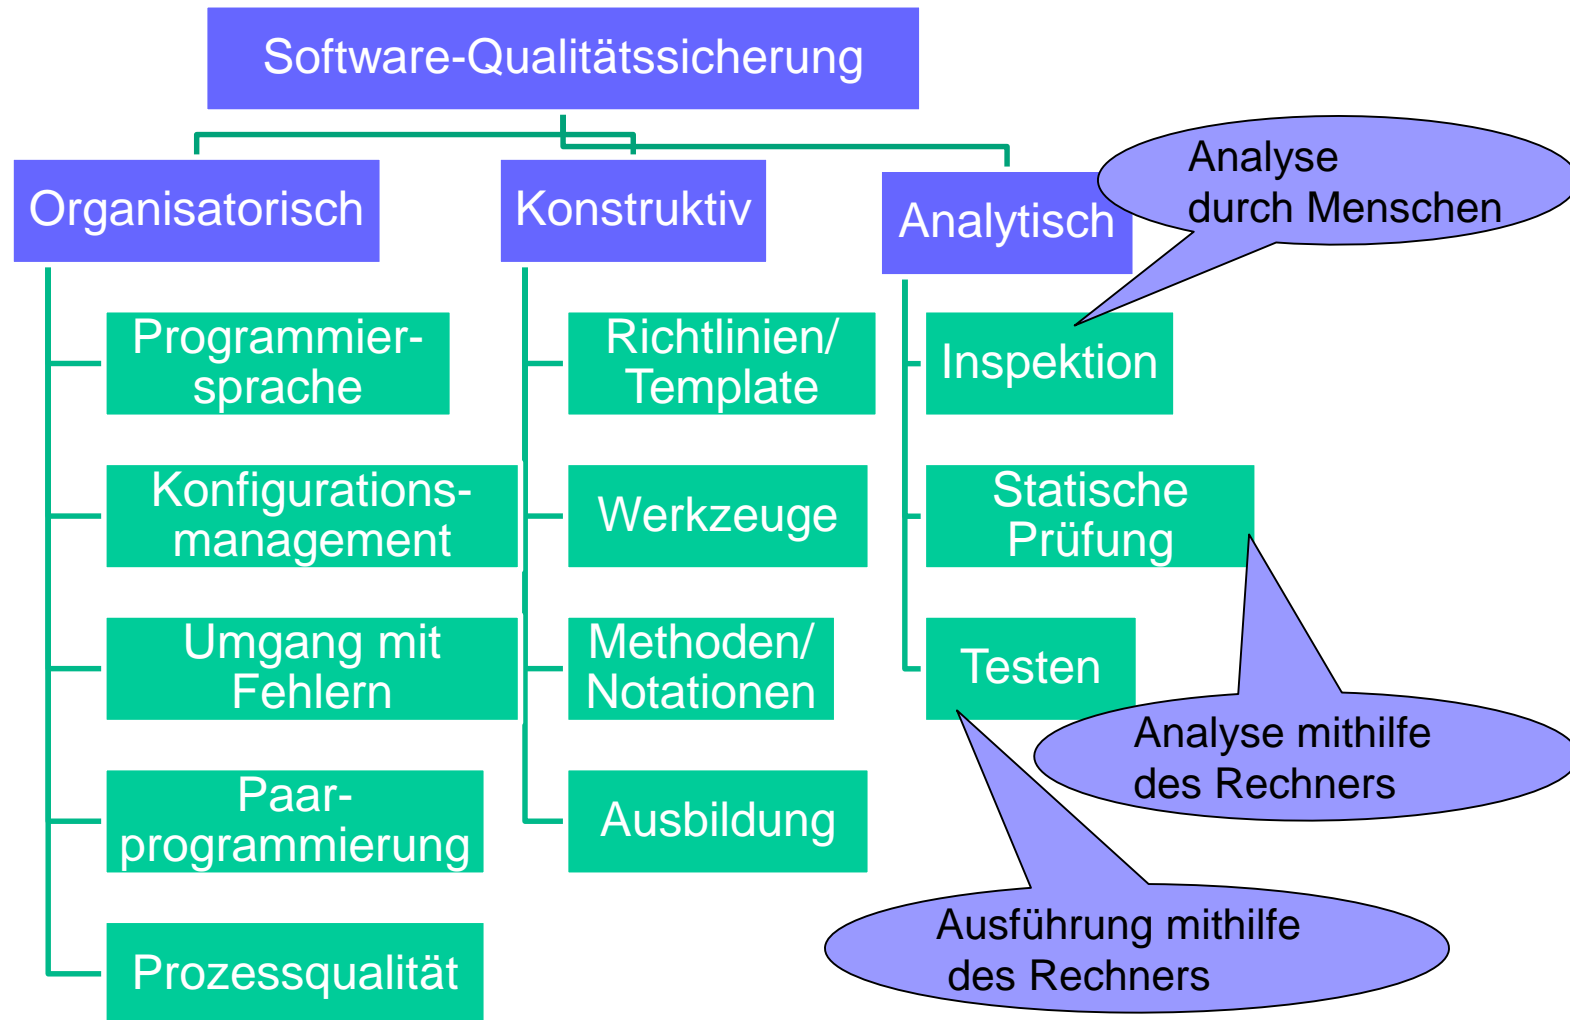 Software-Qualitätssicherung
Organisatorisch
Programmier-
sprache
Konfigurations-
management
Umgang mit
Fehlern
Paar-
programmierung
Prozessqualität
Konstruktiv
Richtlinien/
Template
Werkzeuge
Methoden/
Notationen
Ausbildung
Analytisch
Inspektion
Statische
Prüfung
Testen
Analyse
durch Menschen
Analyse mithilfe
des Rechners
Ausführung mithilfe
des Rechners